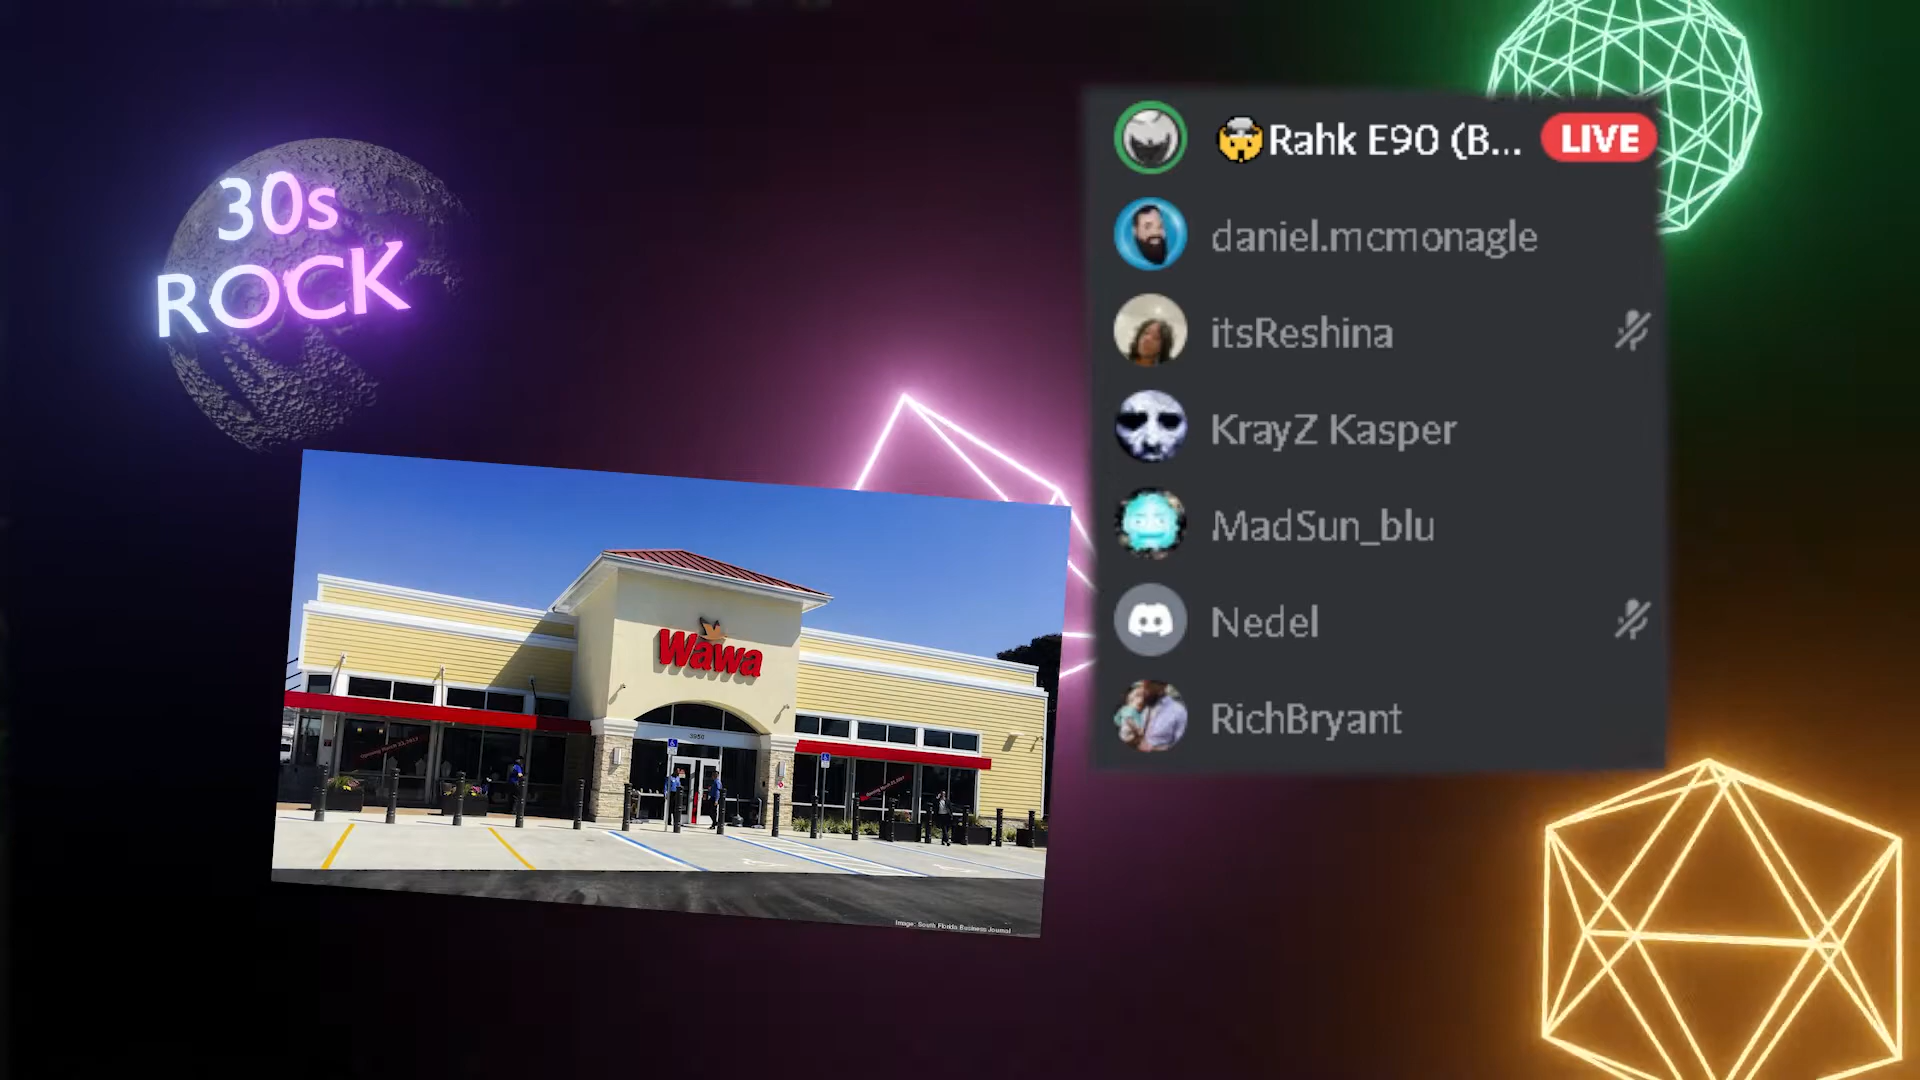 30s
ROCK
🤯Rahk E90 (B... LIVE
daniel.mcmonagle
itsReshina
KrayZ Kasper
MadSun_blu
Nedel
RichBryant
Wawa
3950
Image: South Florida Business Journal